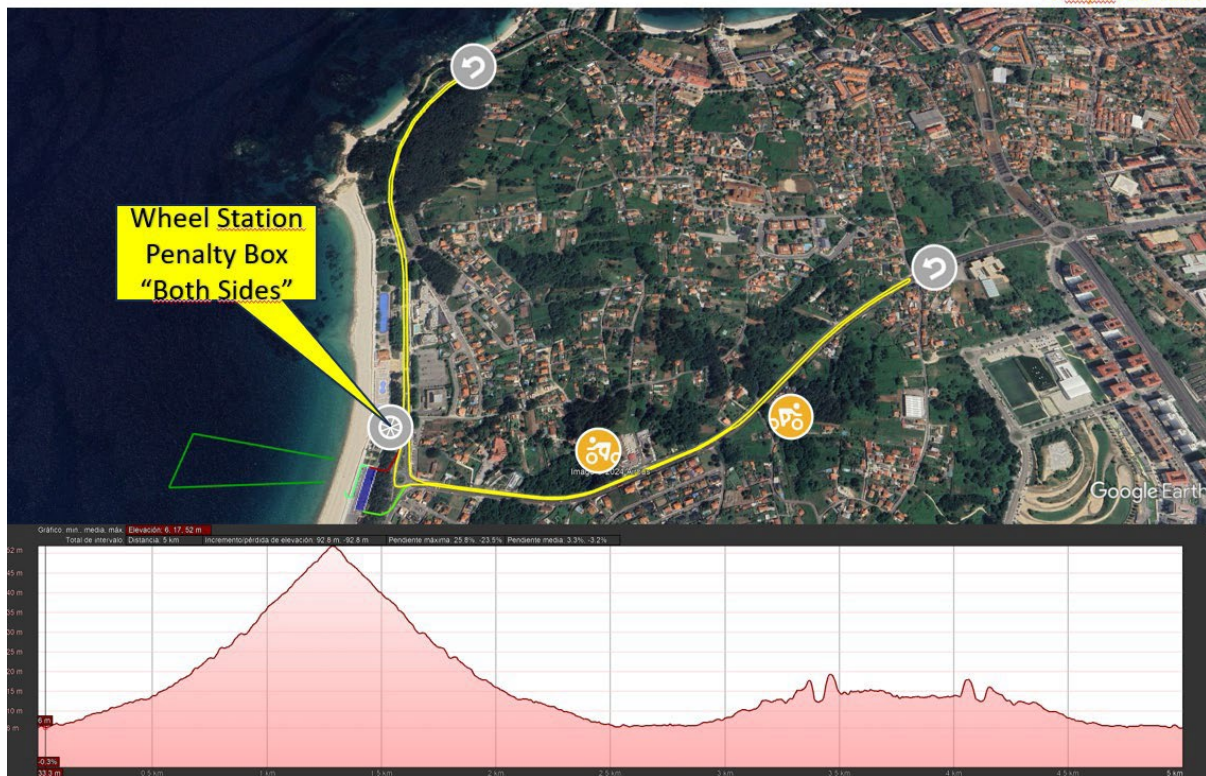 Wheel Station
Penalty Box
“Both Sides”
Google Earth
Gráfico: min., media, máx. Elevación: 6, 17, 52 m
Total de intervalo Distancia: 5 km Incremento/pérdida de elevación: 92.8 m, -92.8 m Pendiente máxima: 25.8%, -23.5% Pendiente media: 3.3%, -3.2%
52 m
45 m
35 m
30 m
25 m
20 m
15 m
10 m
6 m
5 m
-0.3%
33.3 m 0.5 km 1 km 1.5 km 2 km 2.5 km 3 km 3.5 km 4 km 4.5 km 5 km